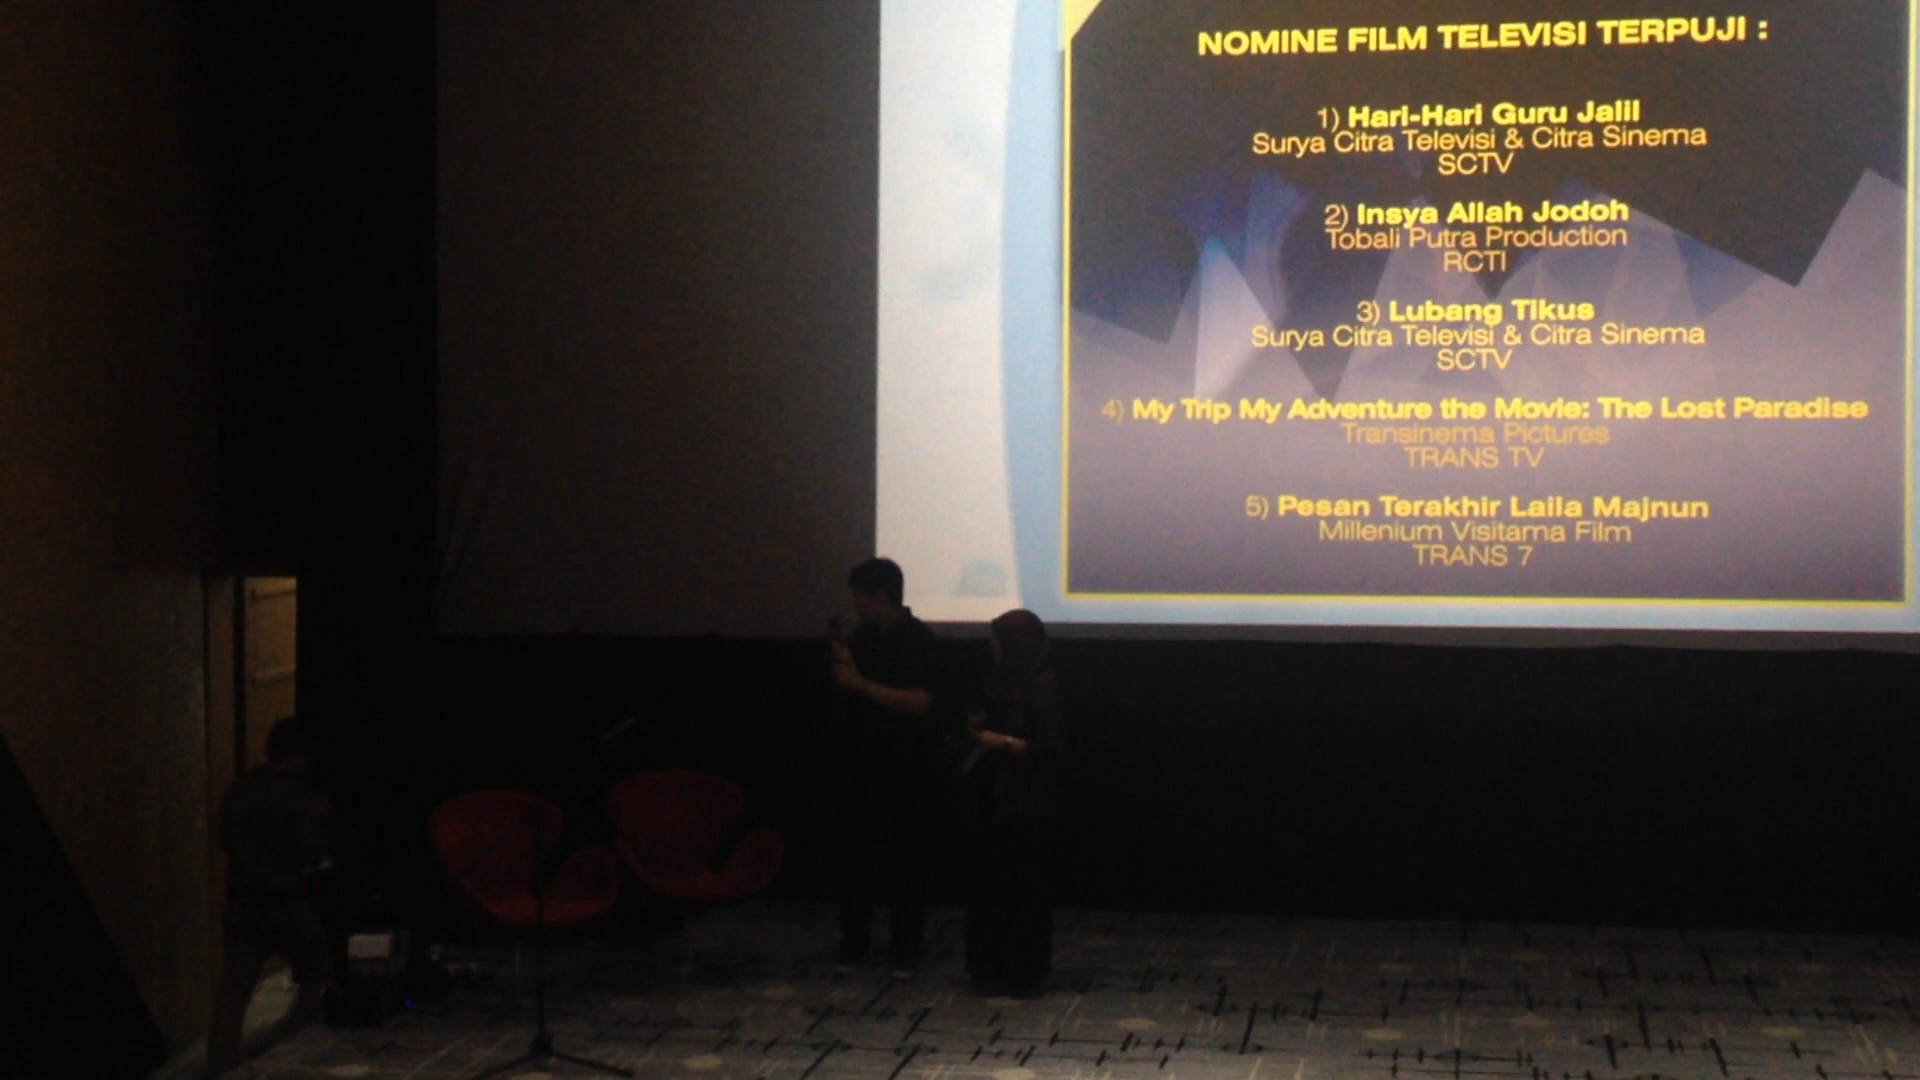 NOMINE FILM TELEVISI TERPUJI :
1) Hari-Hari Guru Jalil
Surya Citra Televisi & Citra Sinema
SCTV
2) Insya Allah Jodoh
Tobali Putra Production
RCTI
3) Lubang Tikus
Surya Citra Televisi & Citra Sinema
SCTV
4) My Trip My Adventure the Movie: The Lost Paradise
Transinema Pictures
TRANS TV
5) Pesan Terakhir Laila Majnun
Millenium Visitama Film
TRANS 7